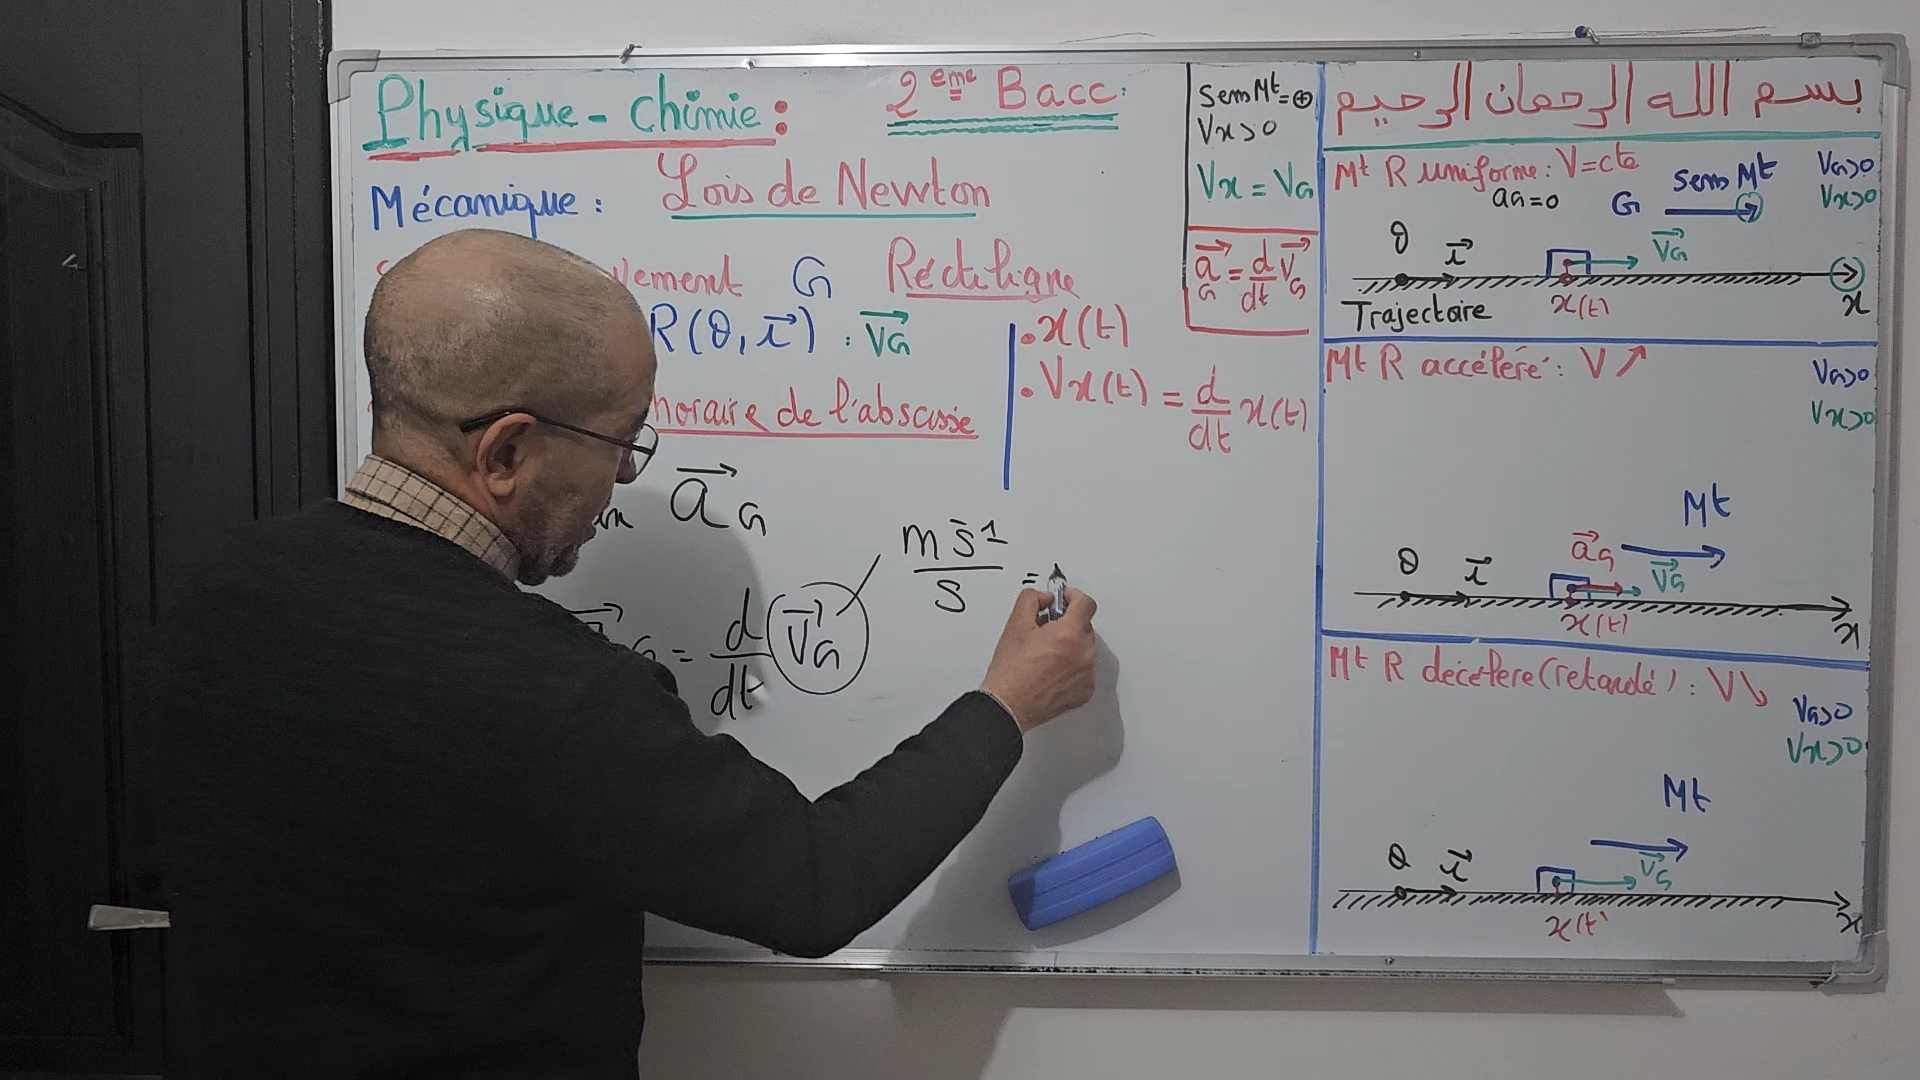 Physique - chimie :
2eme Bacc:
Mécanique : Lois de Newton
G Réctiligne
R(O, i) : VG
horaire de l'abscisse
. x(t)
. Vx(t) = d/dt x(t)
aG
= d/dt (VG)
m s-1 / s =
Sens Mt = ⊕
Vx > 0
Vx = VG
aG = d/dt VG
بسم الله الرحمان الرحيم
Mt R uniforme : V = cte
aG = 0
G
sens Mt
VG > 0
Vx > 0
O i VG
x(t) x
Trajectoire
Mt R accéléré : V ↗
VG > 0
Vx > 0
Mt
aG
O i VG
x(t) x
Mt R décéléré (retardé) : V ↘
VG > 0
Vx > 0
Mt
O i VG
x(t) x